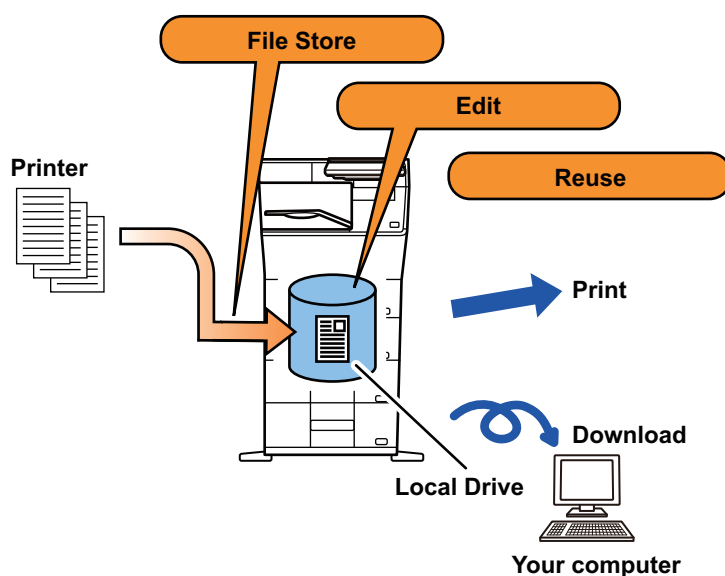 File Store
Edit
Printer
Reuse
Print
Download
Local Drive
Your computer